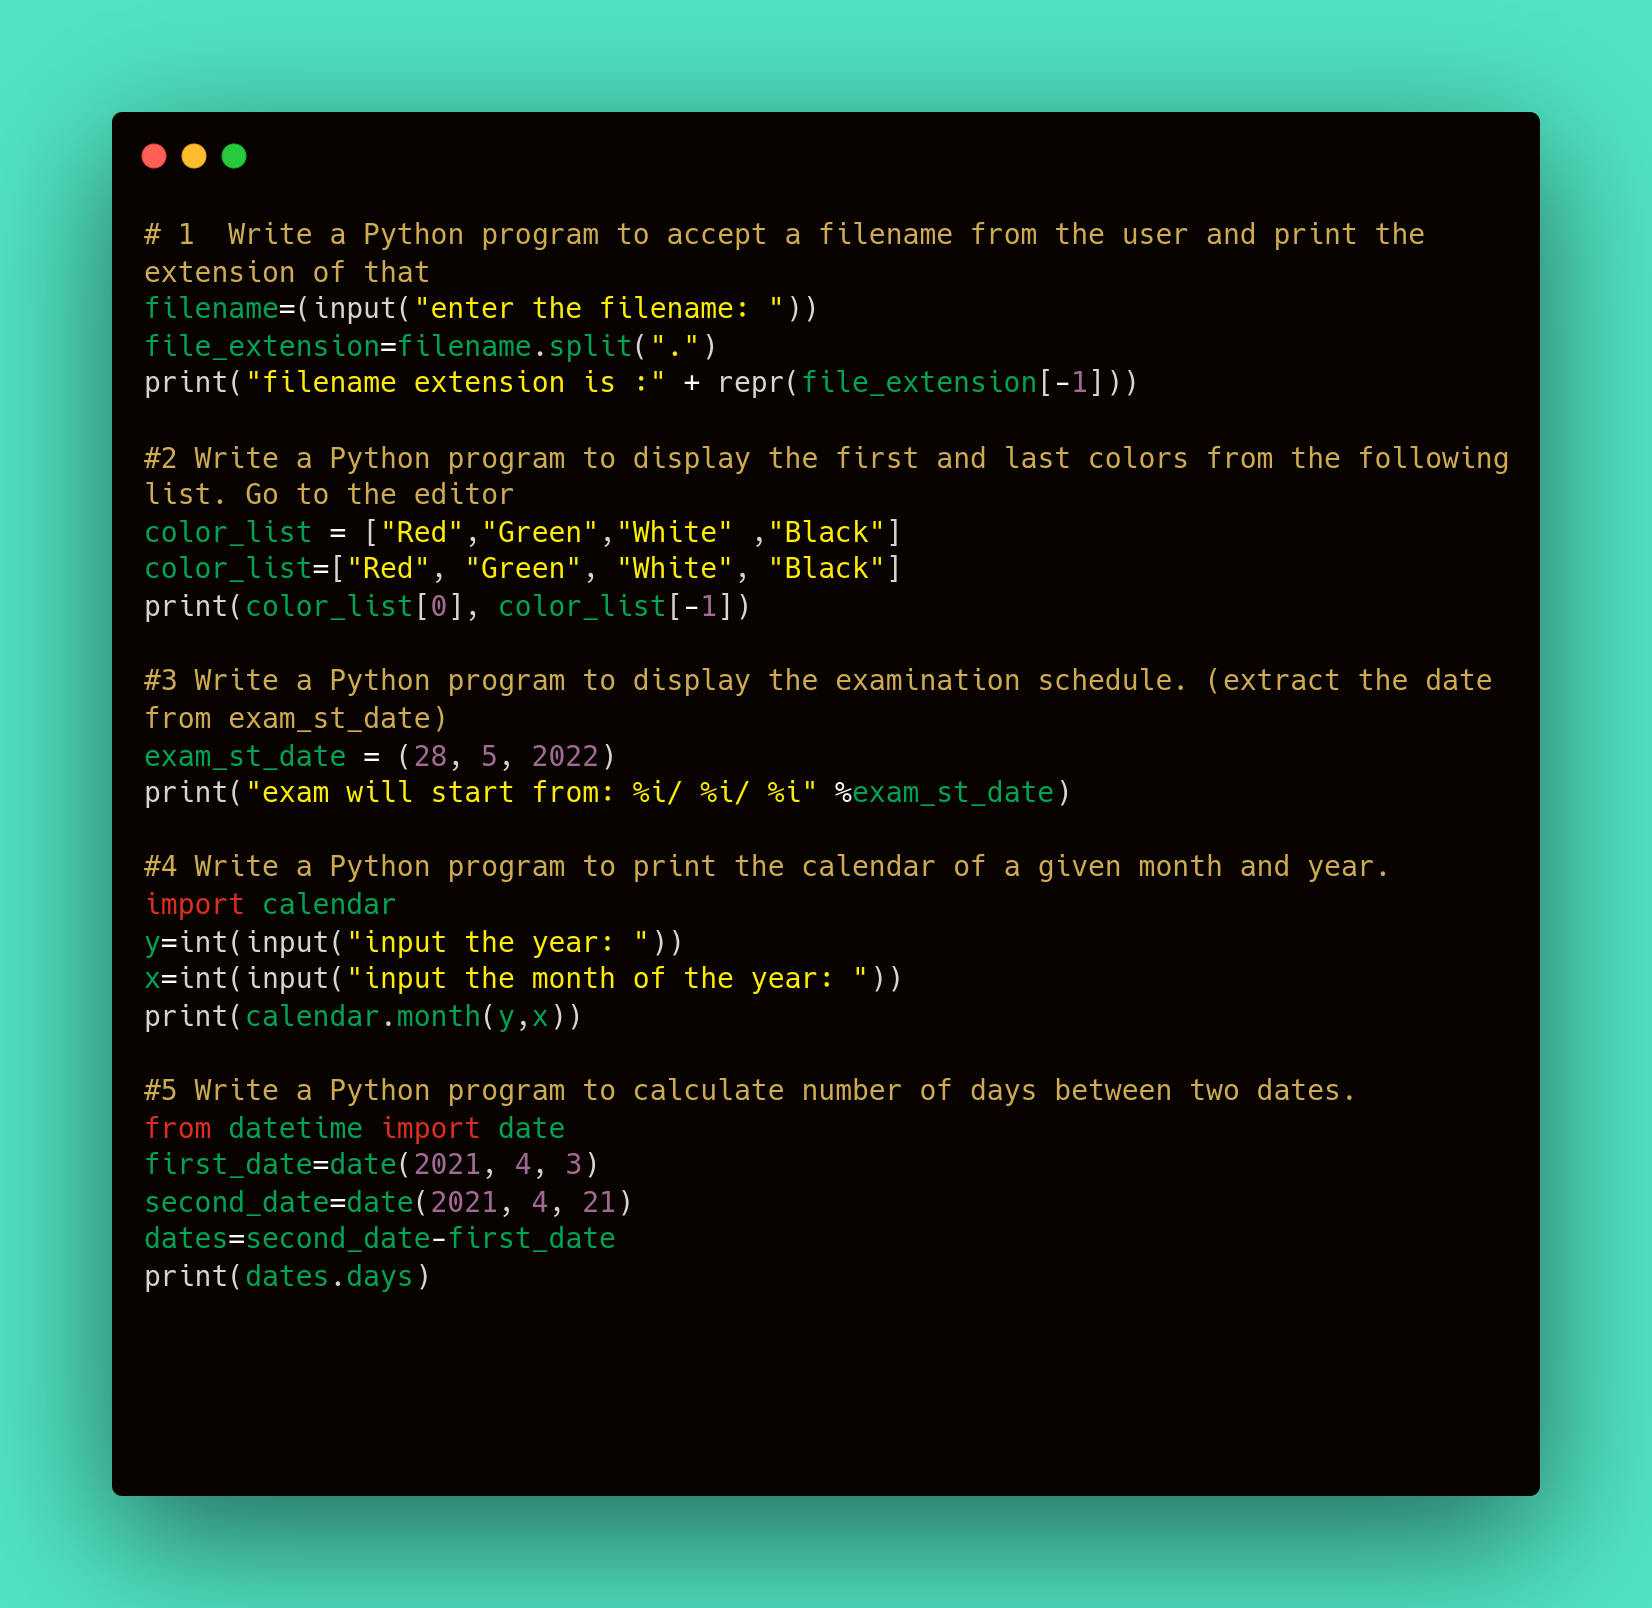 # 1  Write a Python program to accept a filename from the user and print the
extension of that
filename=(input("enter the filename: "))
file_extension=filename.split(".")
print("filename extension is :" + repr(file_extension[-1]))

#2 Write a Python program to display the first and last colors from the following
list. Go to the editor
color_list = ["Red","Green","White" ,"Black"]
color_list=["Red", "Green", "White", "Black"]
print(color_list[0], color_list[-1])

#3 Write a Python program to display the examination schedule. (extract the date
from exam_st_date)
exam_st_date = (28, 5, 2022)
print("exam will start from: %i/ %i/ %i" %exam_st_date)

#4 Write a Python program to print the calendar of a given month and year.
import calendar
y=int(input("input the year: "))
x=int(input("input the month of the year: "))
print(calendar.month(y,x))

#5 Write a Python program to calculate number of days between two dates.
from datetime import date
first_date=date(2021, 4, 3)
second_date=date(2021, 4, 21)
dates=second_date-first_date
print(dates.days)